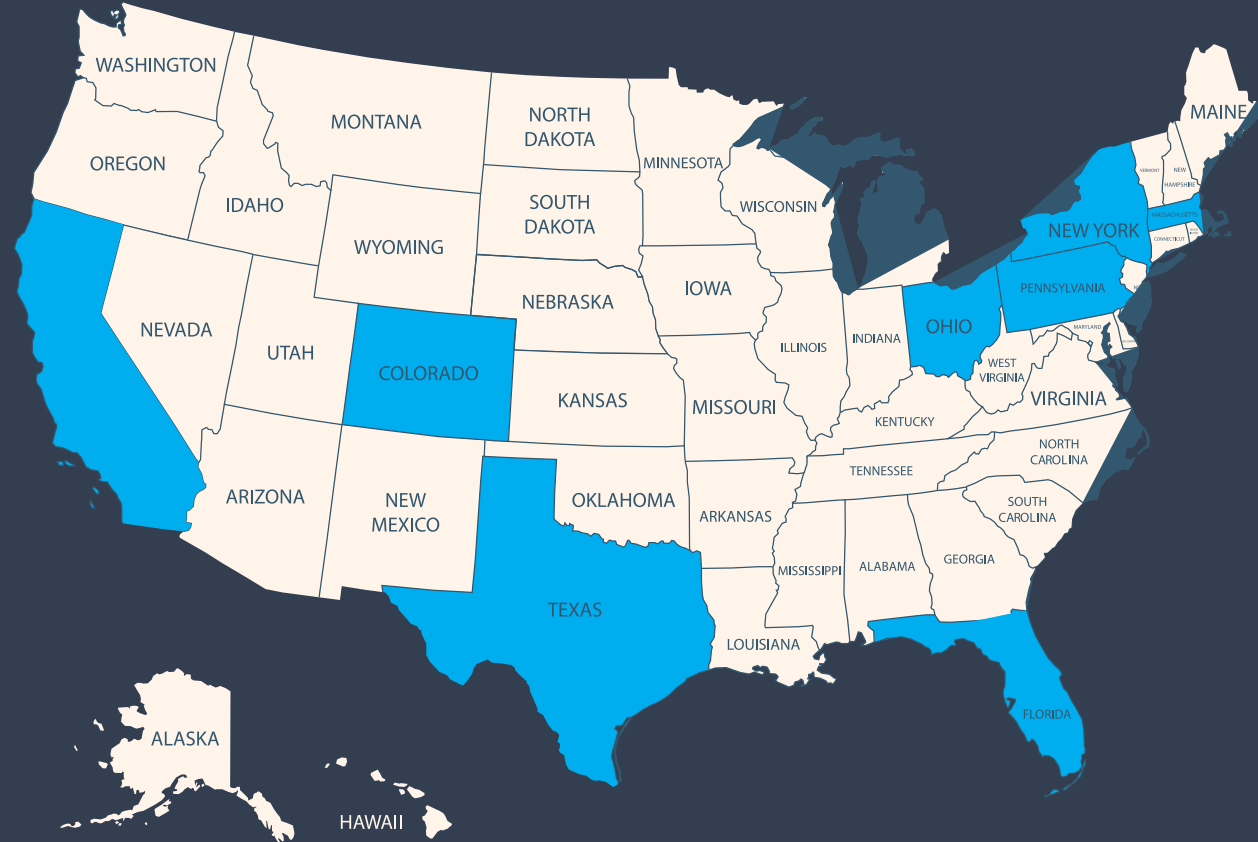 WASHINGTON
MAINE
MONTANA
NORTH
DAKOTA
OREGON
MINNESOTA
VERMONT
NEW
HAMPSHIRE
IDAHO
SOUTH
DAKOTA
WISCONSIN
MASSACHUSETTS
NEW YORK
CONNECTICUT
WYOMING
IOWA
PENNSYLVANIA
NEBRASKA
NEVADA
OHIO
MARYLAND
UTAH
ILLINOIS
INDIANA
COLORADO
WEST
VIRGINIA
KANSAS
MISSOURI
VIRGINIA
KENTUCKY
NORTH
CAROLINA
TENNESSEE
ARIZONA
NEW
MEXICO
OKLAHOMA
ARKANSAS
SOUTH
CAROLINA
GEORGIA
MISSISSIPPI
ALABAMA
TEXAS
LOUISIANA
FLORIDA
ALASKA
HAWAII